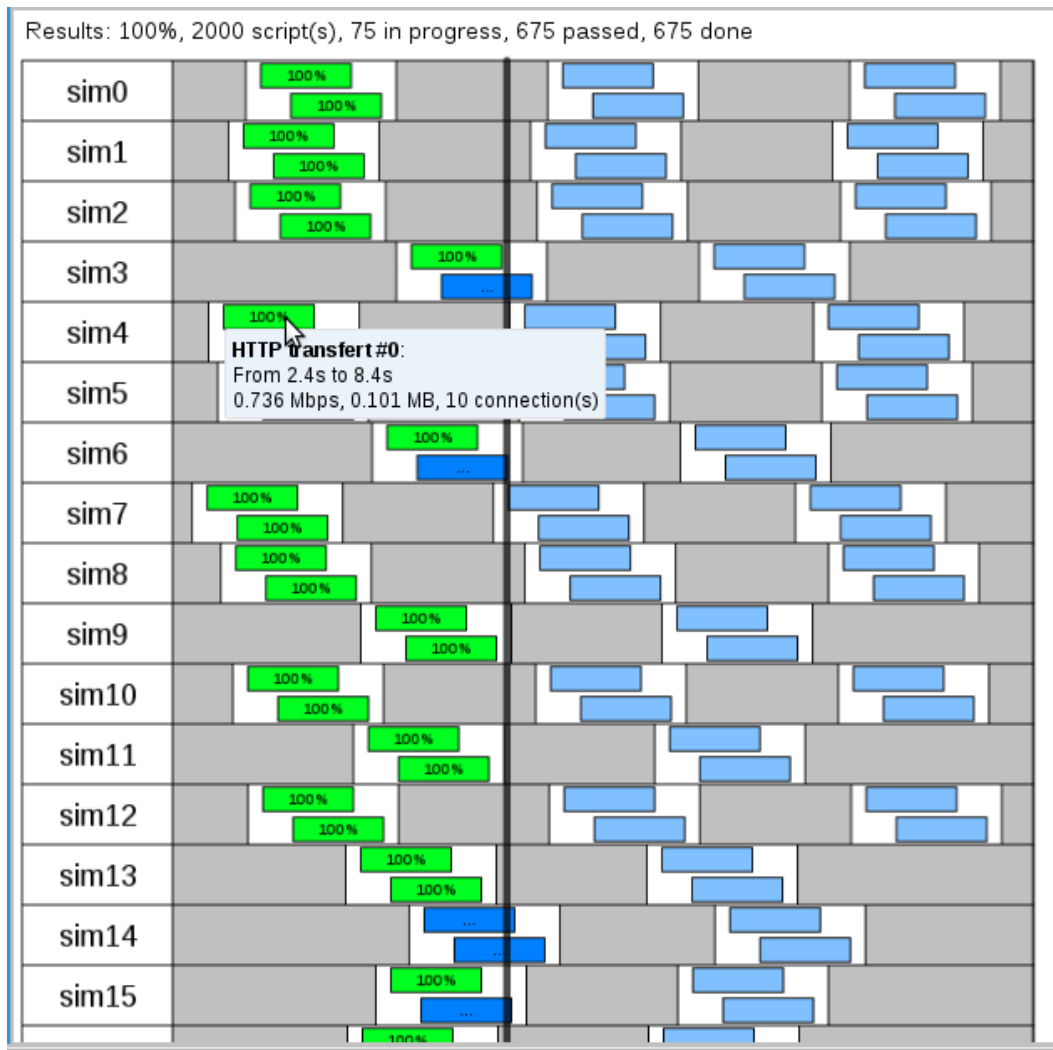 Results: 100%, 2000 script(s), 75 in progress, 675 passed, 675 done
sim0
100%
100%
sim1
100%
100%
sim2
100%
100%
sim3
100%
...
sim4
100%
HTTP transfert #0:
From 2.4s to 8.4s
0.736 Mbps, 0.101 MB, 10 connection(s)
sim5
sim6
100%
...
sim7
100%
100%
sim8
100%
100%
sim9
100%
100%
sim10
100%
100%
sim11
100%
100%
sim12
100%
100%
sim13
100%
100%
sim14
...
...
sim15
100%
...
100%